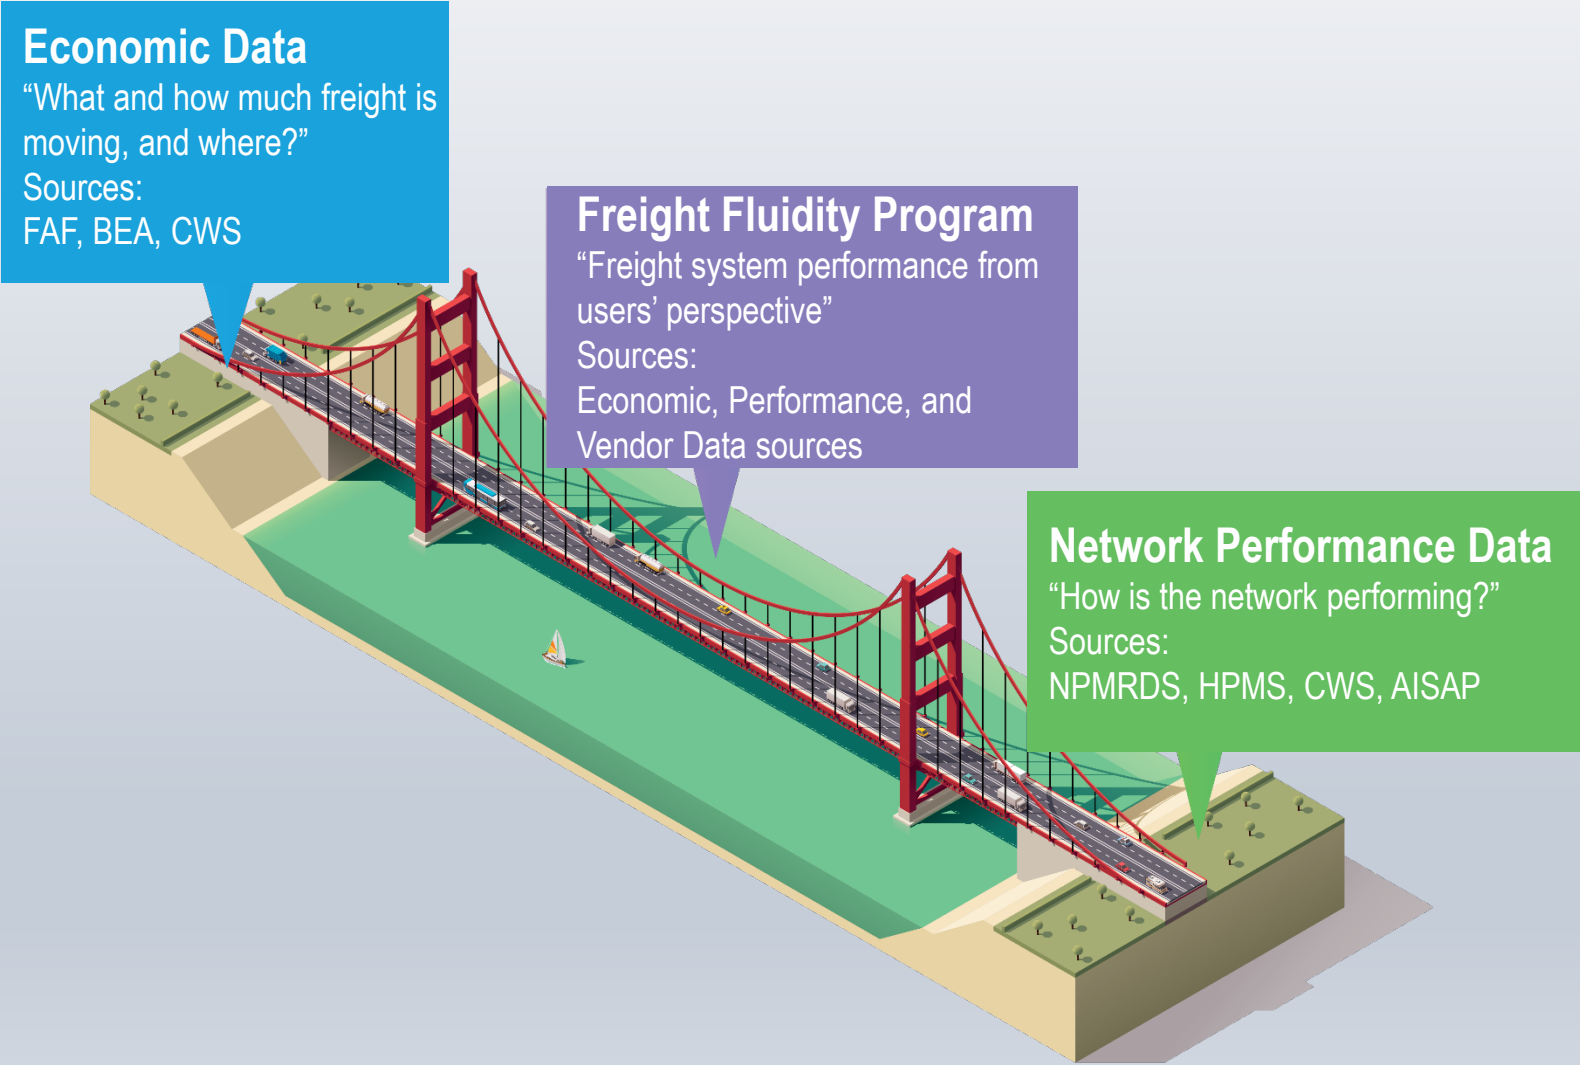 Economic Data
“What and how much freight is
moving, and where?”
Sources:
FAF, BEA, CWS
Freight Fluidity Program
“Freight system performance from
users’ perspective”
Sources:
Economic, Performance, and
Vendor Data sources
Network Performance Data
“How is the network performing?”
Sources:
NPMRDS, HPMS, CWS, AISAP